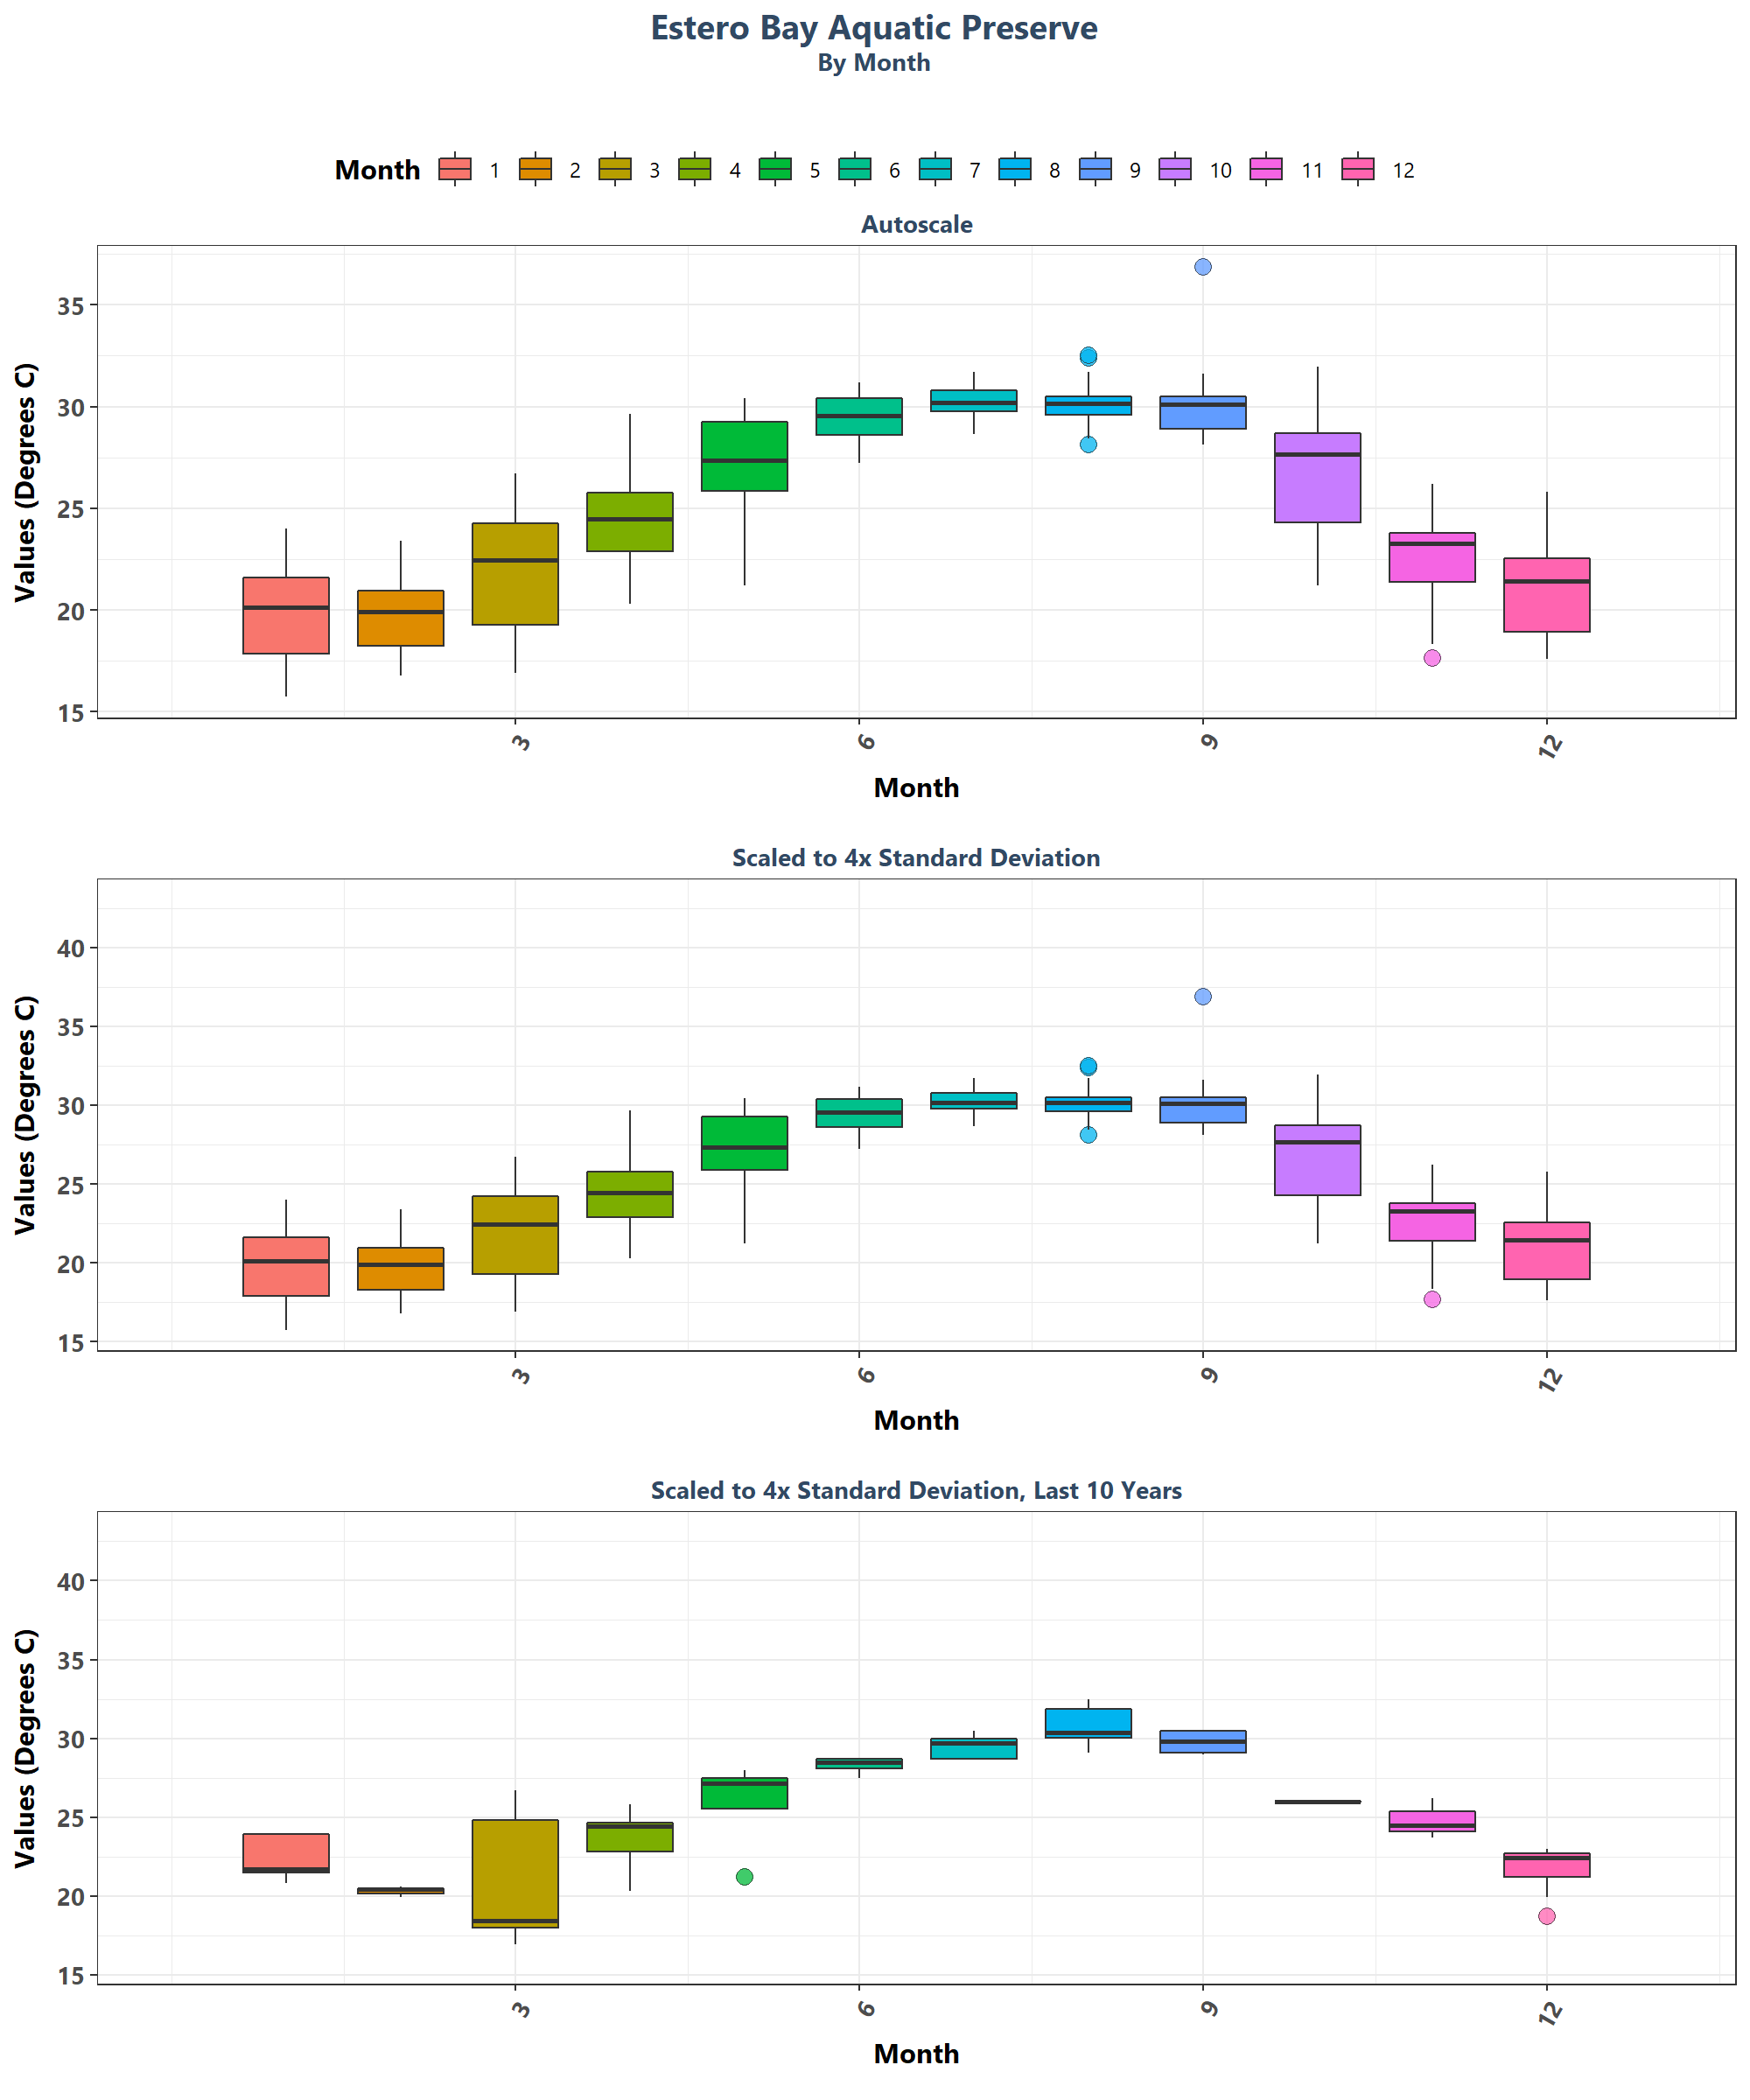 Estero Bay Aquatic Preserve
By Month
Month 1 2 3 4 5 6 7 8 9 10 11 12
Autoscale
Values (Degrees C)
35
30
25
20
15
3 6 9 12
Month
Scaled to 4x Standard Deviation
Values (Degrees C)
40
35
30
25
20
15
3 6 9 12
Month
Scaled to 4x Standard Deviation, Last 10 Years
Values (Degrees C)
40
35
30
25
20
15
3 6 9 12
Month